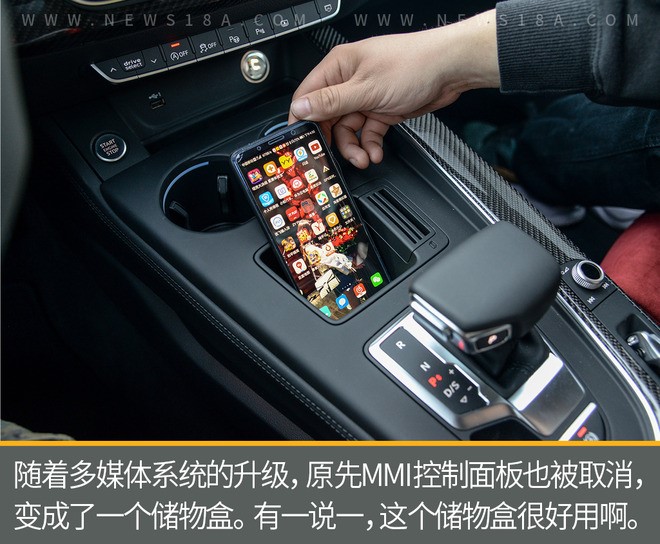 WWW.NEWS18A.COM WWW.NEWS18A.COM
drive select OFF OFF
START ENGINE STOP
R
N
P
D/S
+
-
随着多媒体系统的升级，原先MMI控制面板也被取消，
变成了一个储物盒。有一说一，这个储物盒很好用啊。